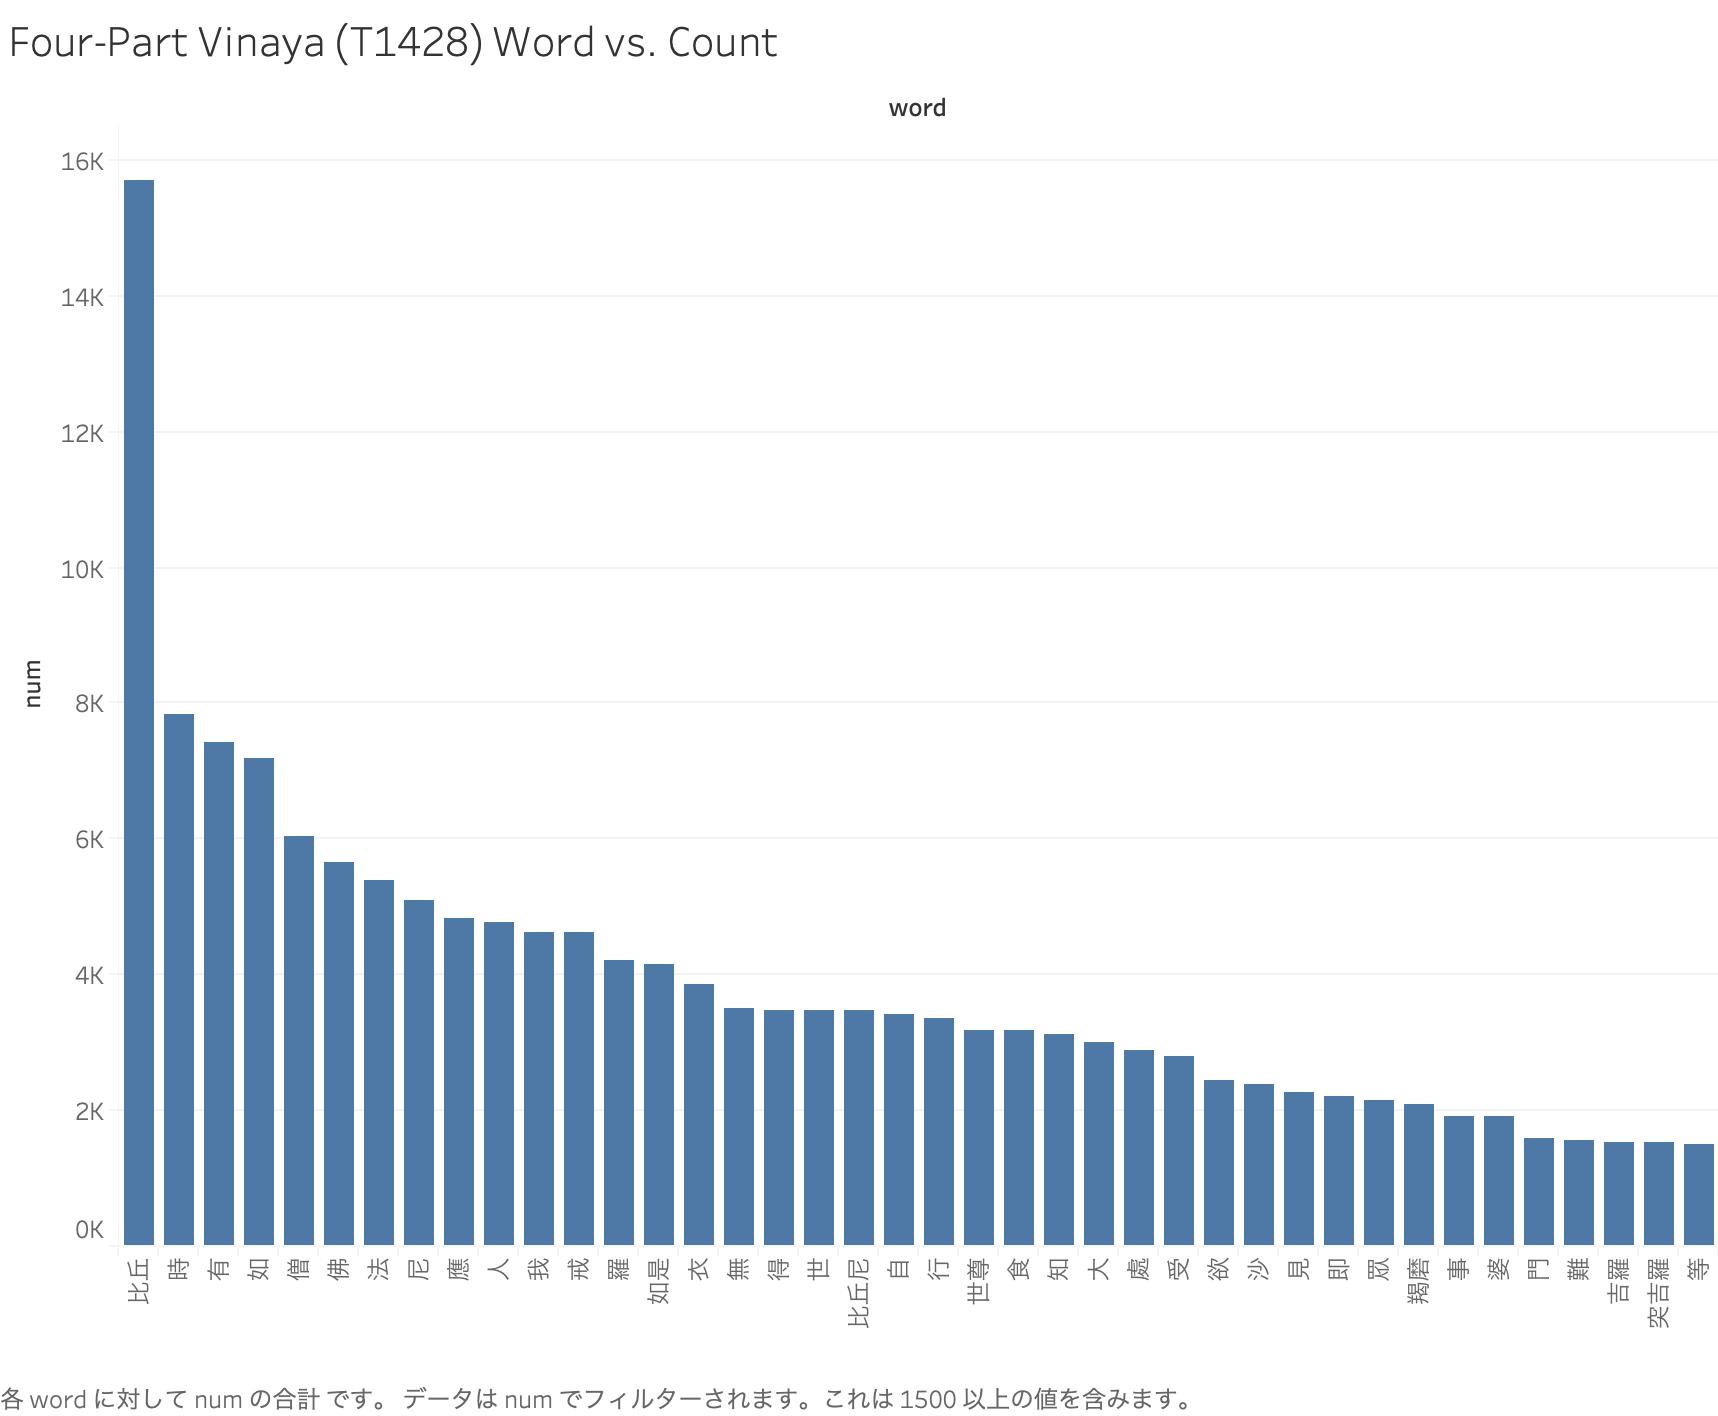 Four-Part Vinaya (T1428) Word vs. Count
word
16K
14K
12K
10K
8K
6K
4K
2K
0K
num
比丘
時
有
如
僧
佛
法
尼
應
人
我
戒
羅
如是
衣
無
得
世
比丘尼
自
行
世尊
食
知
大
處
受
欲
沙
見
即
眾
羯磨
事
婆
門
難
吉羅
突吉羅
等
各 word に対して num の合計 です。 データは num でフィルターされます。これは 1500 以上の値を含みます。